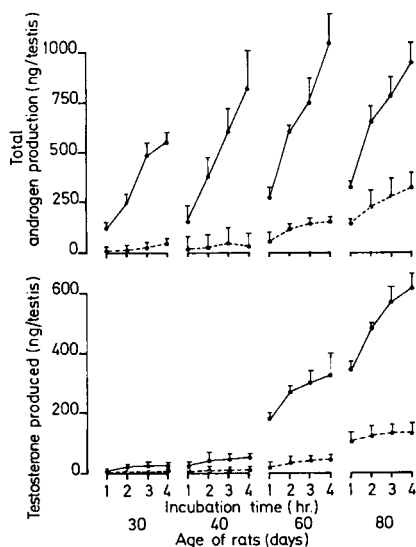 Total
androgen production (ng/testis)
1000
750
500
250
0
Testosterone produced (ng/testis)
600
400
200
0
1 2 3 4 1 2 3 4 1 2 3 4 1 2 3 4
Incubation time (hr.)
30 40 60 80
Age of rats (days)